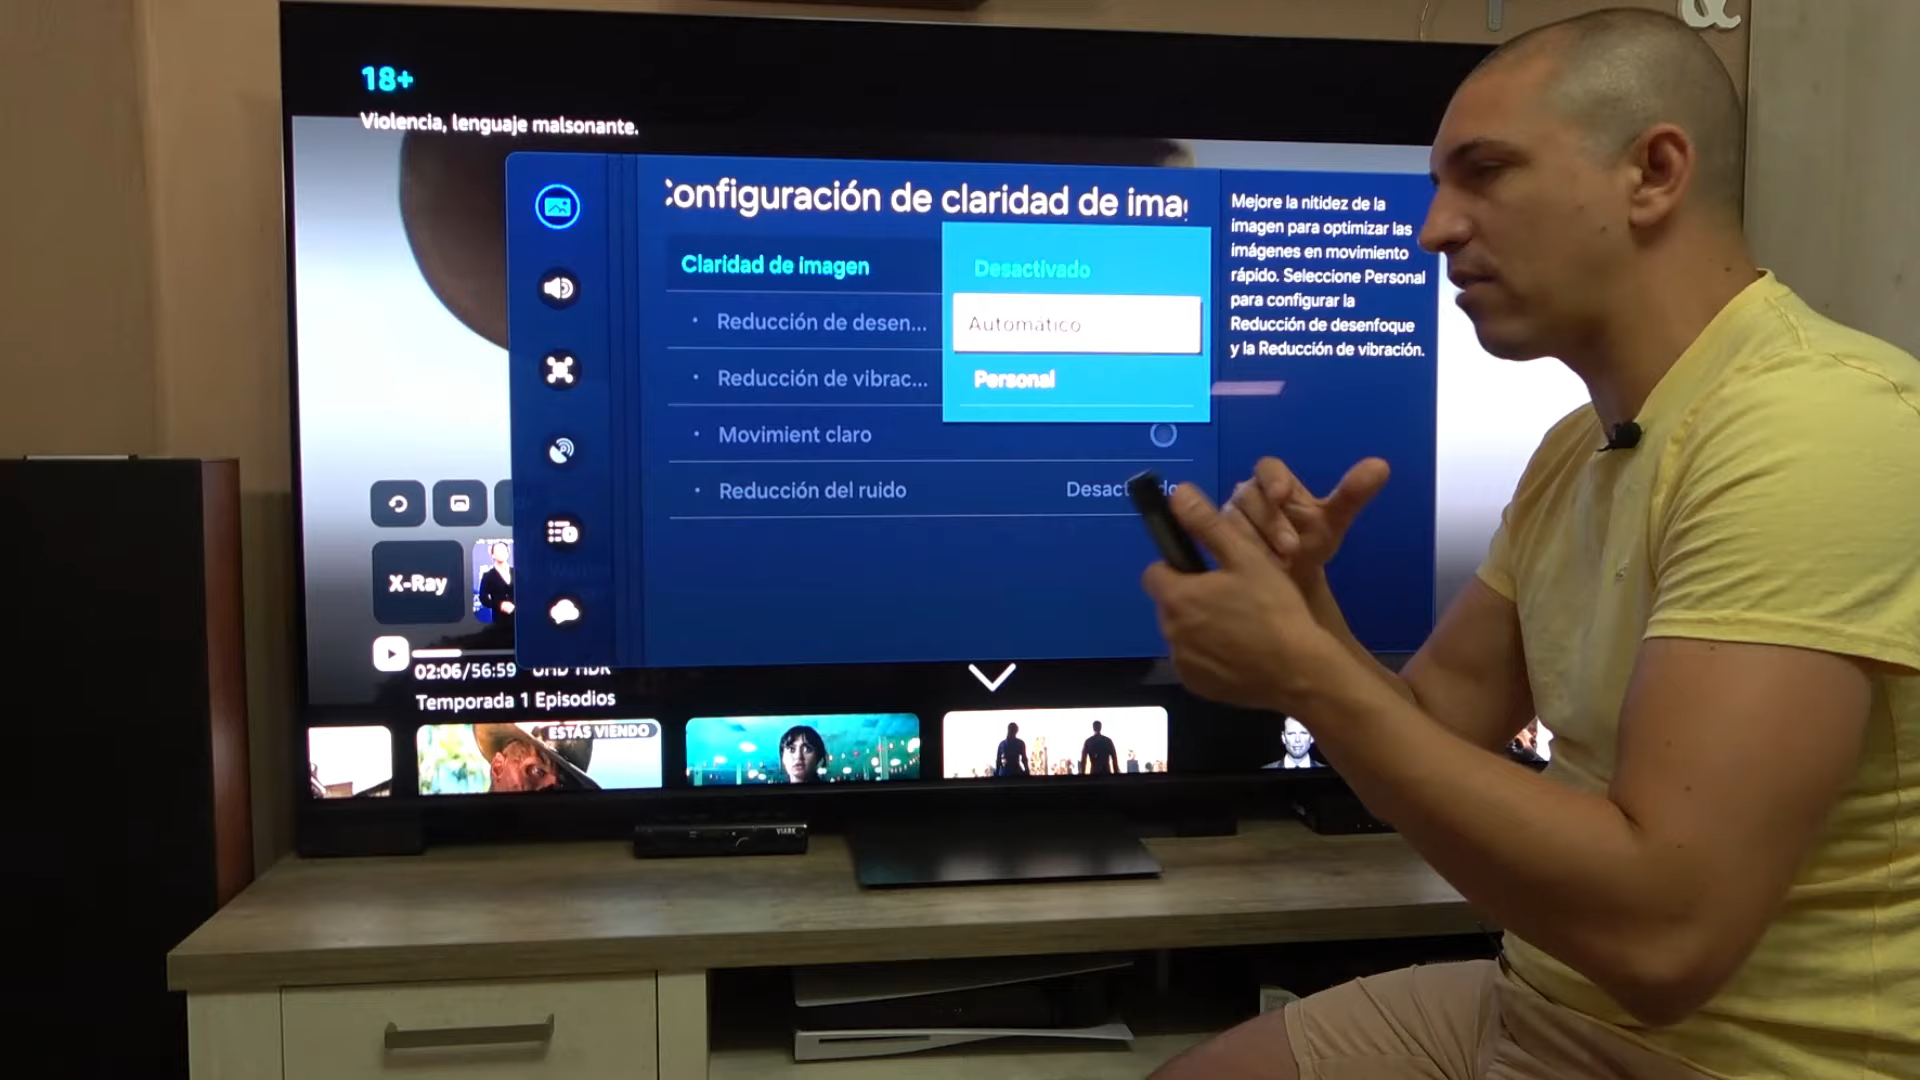 18+
Violencia, lenguaje malsonante.
:onfiguración de claridad de ima
Claridad de imagen
Desactivado
Automático
Personal
· Reducción de desen...
· Reducción de vibrac...
· Movimient claro
· Reducción del ruido
Mejore la nitidez de la
imagen para optimizar las
imágenes en movimiento
rápido. Seleccione Personal
para configurar la
Reducción de desenfoque
y la Reducción de vibración.
X-Ray
02:06/56:59 UHD HDR
Temporada 1 Episodios
ESTÁS VIENDO
VIARK
&